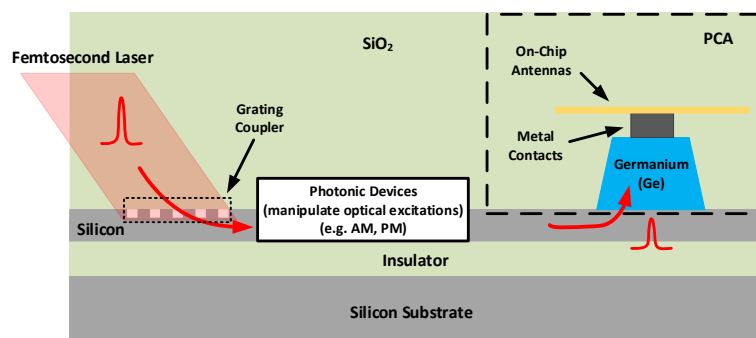 SiO₂
PCA
Femtosecond Laser
On-Chip
Antennas
Grating
Coupler
Metal
Contacts
Germanium
(Ge)
Photonic Devices
(manipulate optical excitations)
(e.g. AM, PM)
Silicon
Insulator
Silicon Substrate